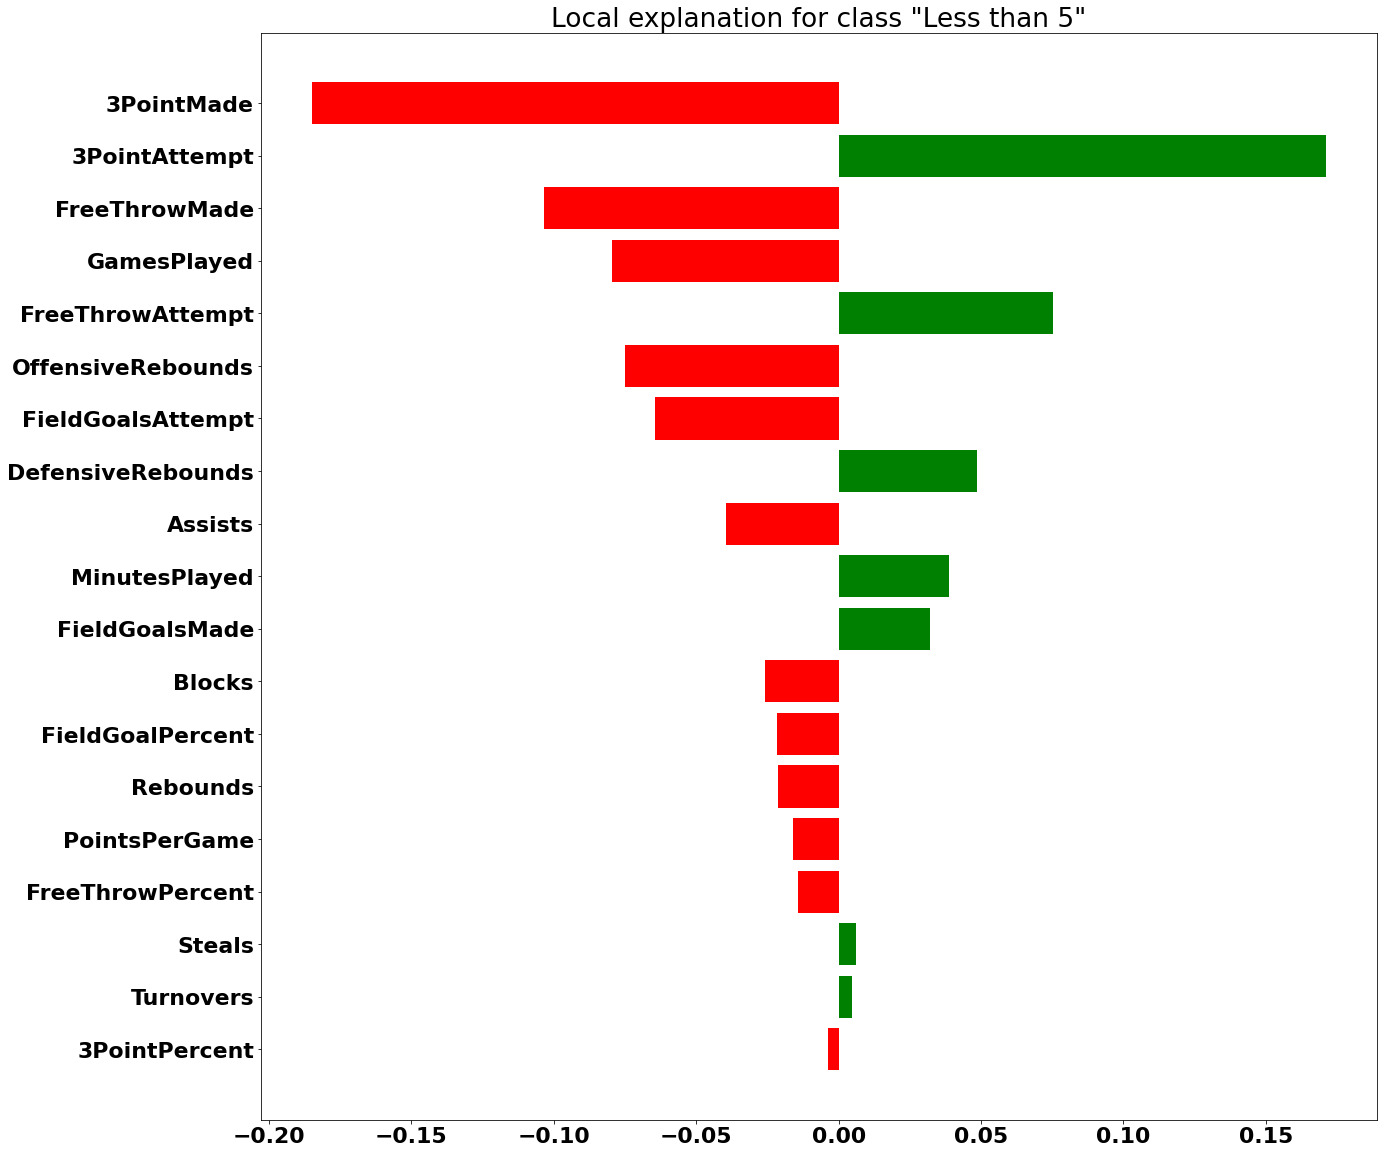 Local explanation for class "Less than 5"
3PointMade
3PointAttempt
FreeThrowMade
GamesPlayed
FreeThrowAttempt
OffensiveRebounds
FieldGoalsAttempt
DefensiveRebounds
Assists
MinutesPlayed
FieldGoalsMade
Blocks
FieldGoalPercent
Rebounds
PointsPerGame
FreeThrowPercent
Steals
Turnovers
3PointPercent
−0.20 −0.15 −0.10 −0.05 0.00 0.05 0.10 0.15